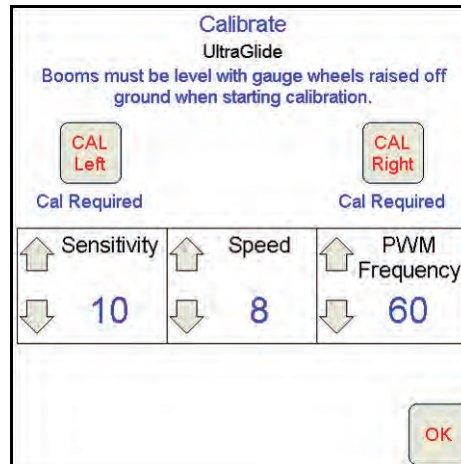 Calibrate
UltraGlide
Booms must be level with gauge wheels raised off
ground when starting calibration.
CAL
Left
CAL
Right
Cal Required
Cal Required
Sensitivity
10
Speed
8
PWM
Frequency
60
OK